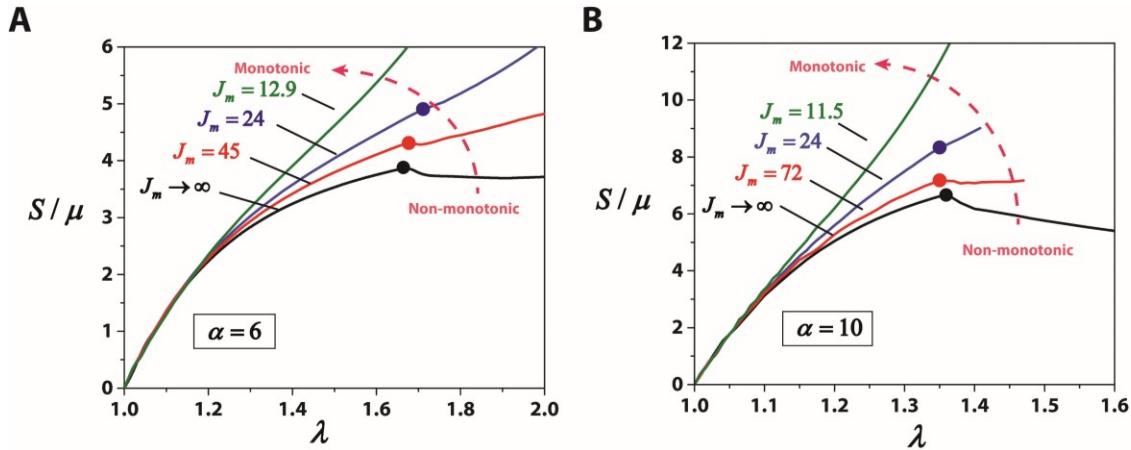 A
6
5
4
3
2
1
0
S/μ
Monotonic
J_m = 12.9
J_m = 24
J_m = 45
J_m → ∞
Non-monotonic
α = 6
1.0 1.2 1.4 1.6 1.8 2.0
λ
B
12
10
8
6
4
2
0
S/μ
Monotonic
J_m = 11.5
J_m = 24
J_m = 72
J_m → ∞
Non-monotonic
α = 10
1.0 1.1 1.2 1.3 1.4 1.5 1.6
λ